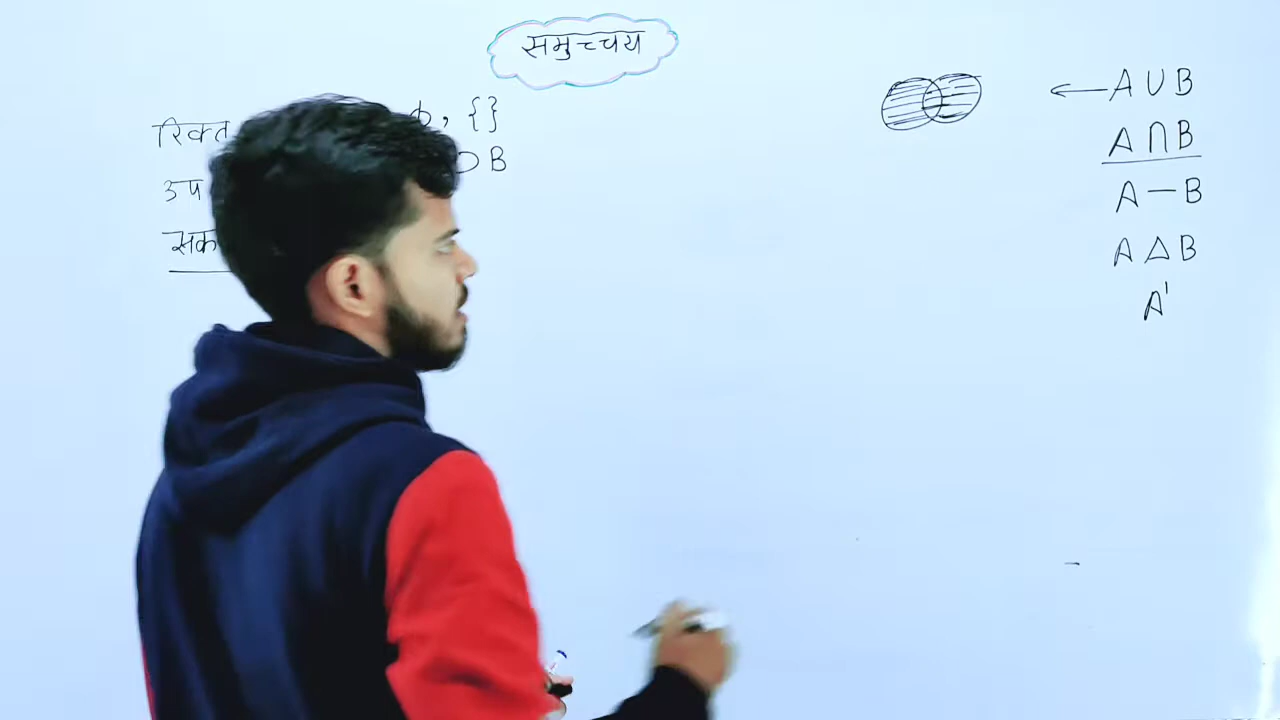 समुच्चय
रिक्त ϕ, {}
उप ⊃ B
सक
← A ∪ B
A ∩ B
A — B
A △ B
A'